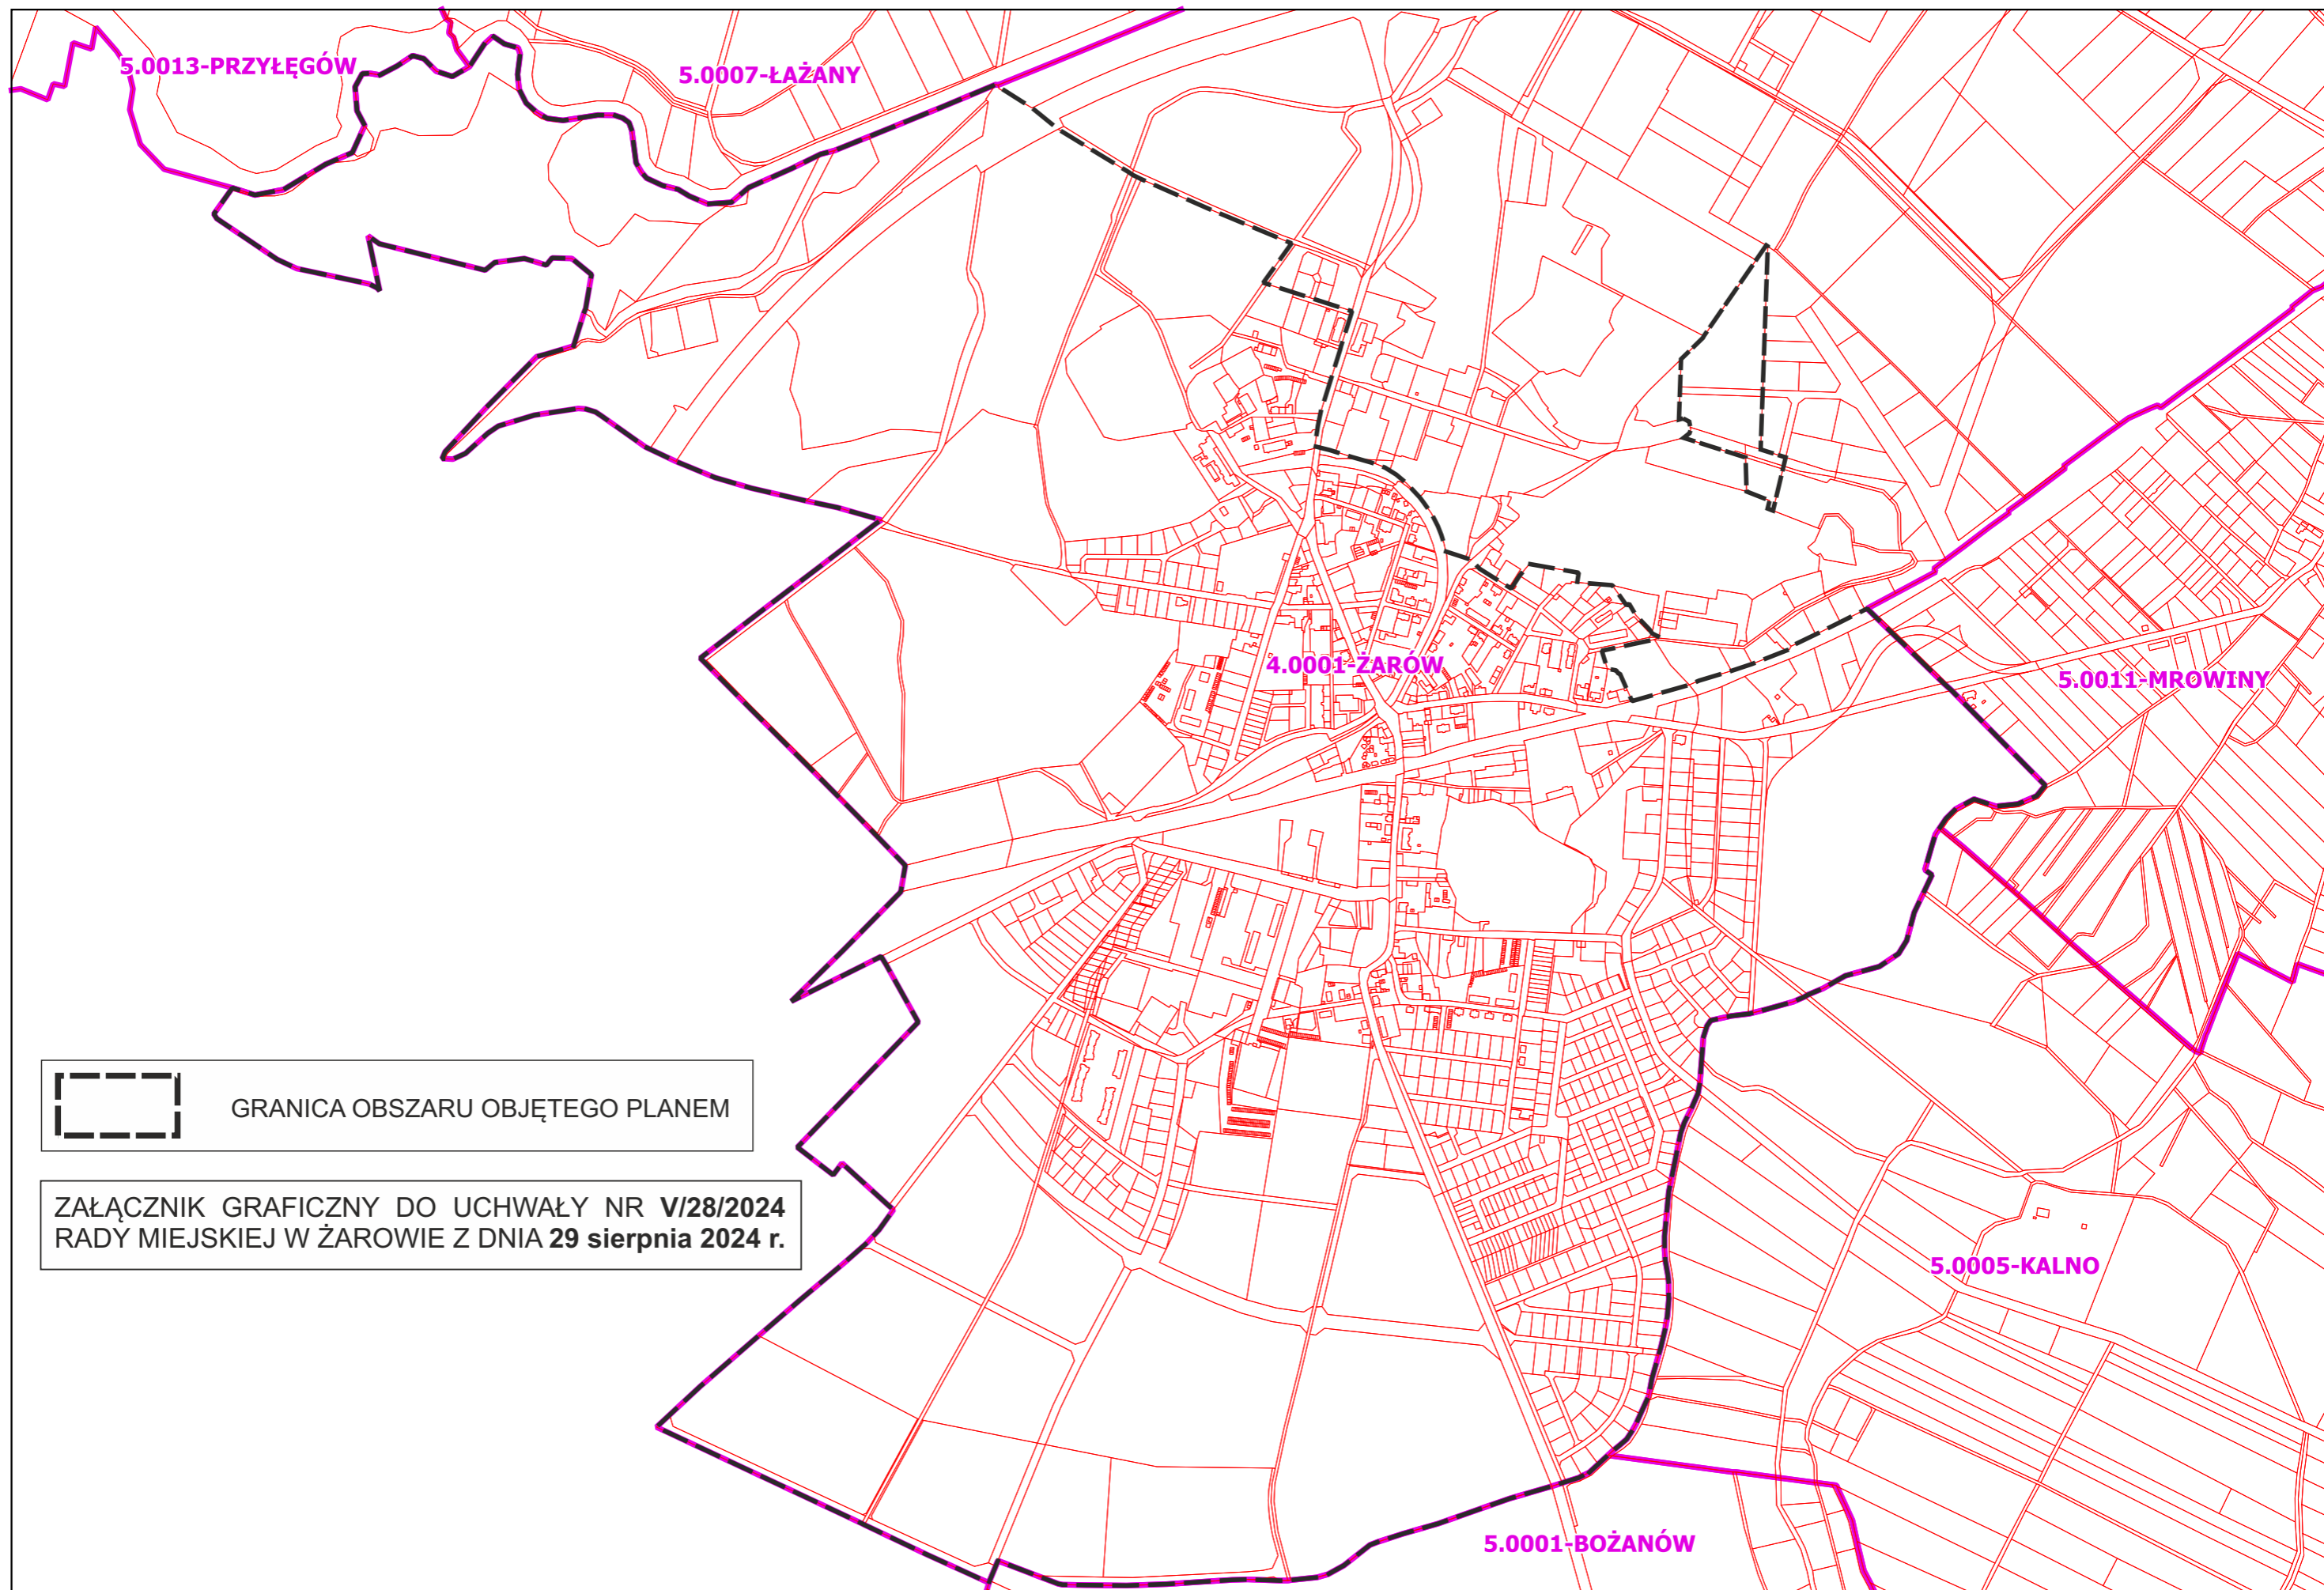 5.0013-PRZYŁĘGÓW
5.0007-ŁAŻANY
4.0001-ŻARÓW
5.0011-MROWINY
GRANICA OBSZARU OBJĘTEGO PLANEM
ZAŁĄCZNIK GRAFICZNY DO UCHWAŁY NR V/28/2024
RADY MIEJSKIEJ W ŻAROWIE Z DNIA 29 sierpnia 2024 r.
5.0005-KALNO
5.0001-BOŻANÓW